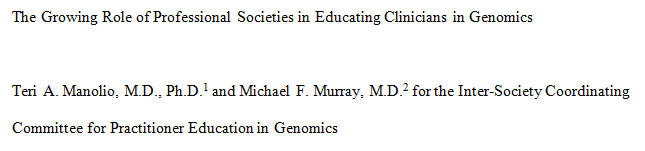 The Growing Role of Professional Societies in Educating Clinicians in Genomics
Teri A. Manolio, M.D., Ph.D.¹ and Michael F. Murray, M.D.² for the Inter-Society Coordinating
Committee for Practitioner Education in Genomics